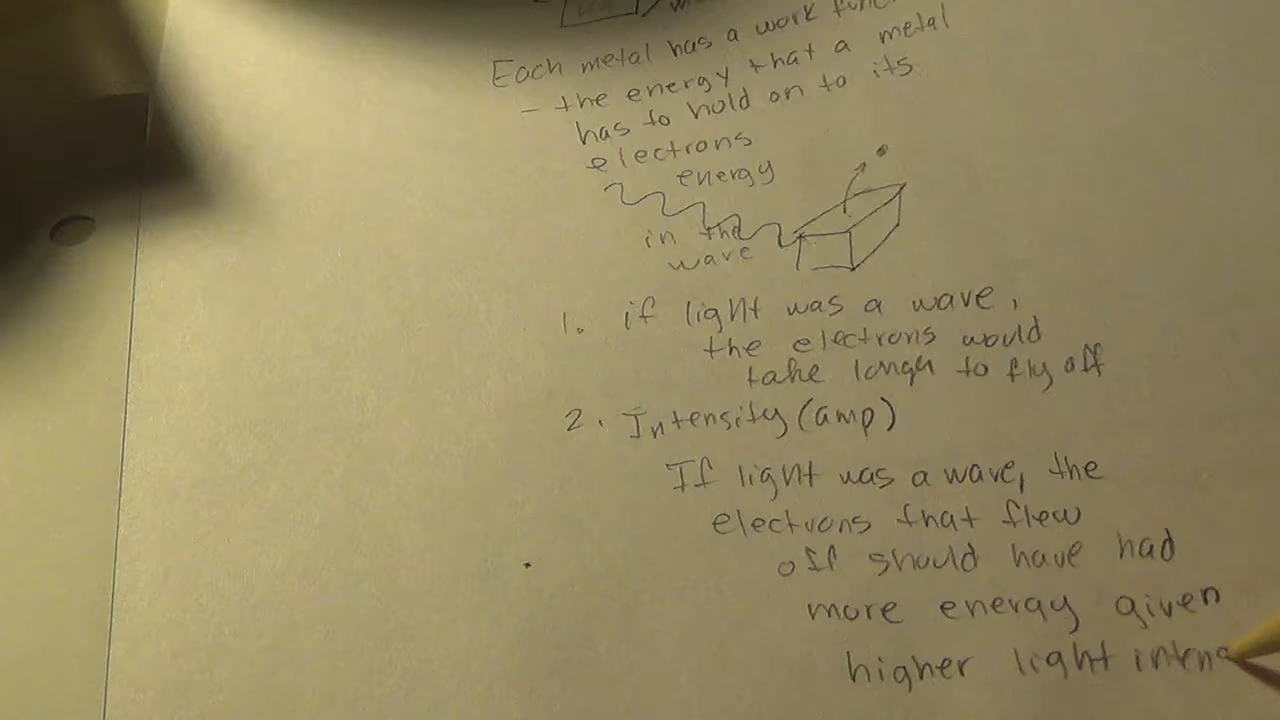 Each metal has a work
- the energy that a metal
has to hold on to its
electrons
energy
in the
wave
1. if light was a wave,
the electrons would
take longer to fly off
2. Intensity (amp)
If light was a wave, the
electrons that flew
off should have had
more energy given
higher light intens